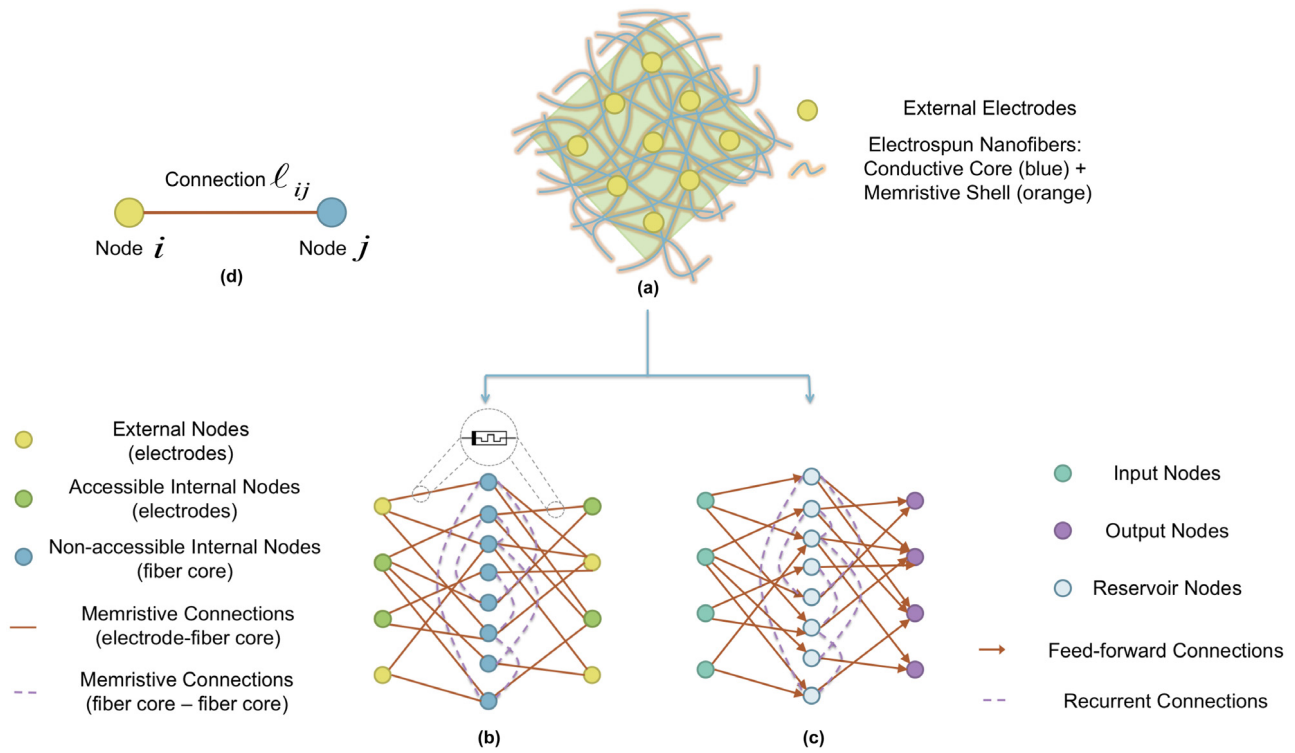 External Electrodes
Electrospun Nanofibers:
Conductive Core (blue) +
Memristive Shell (orange)
Connection ℓij
Node i
Node j
(d)
(a)
External Nodes
(electrodes)
Accessible Internal Nodes
(electrodes)
Non-accessible Internal Nodes
(fiber core)
Memristive Connections
(electrode-fiber core)
Memristive Connections
(fiber core – fiber core)
(b)
(c)
Input Nodes
Output Nodes
Reservoir Nodes
Feed-forward Connections
Recurrent Connections